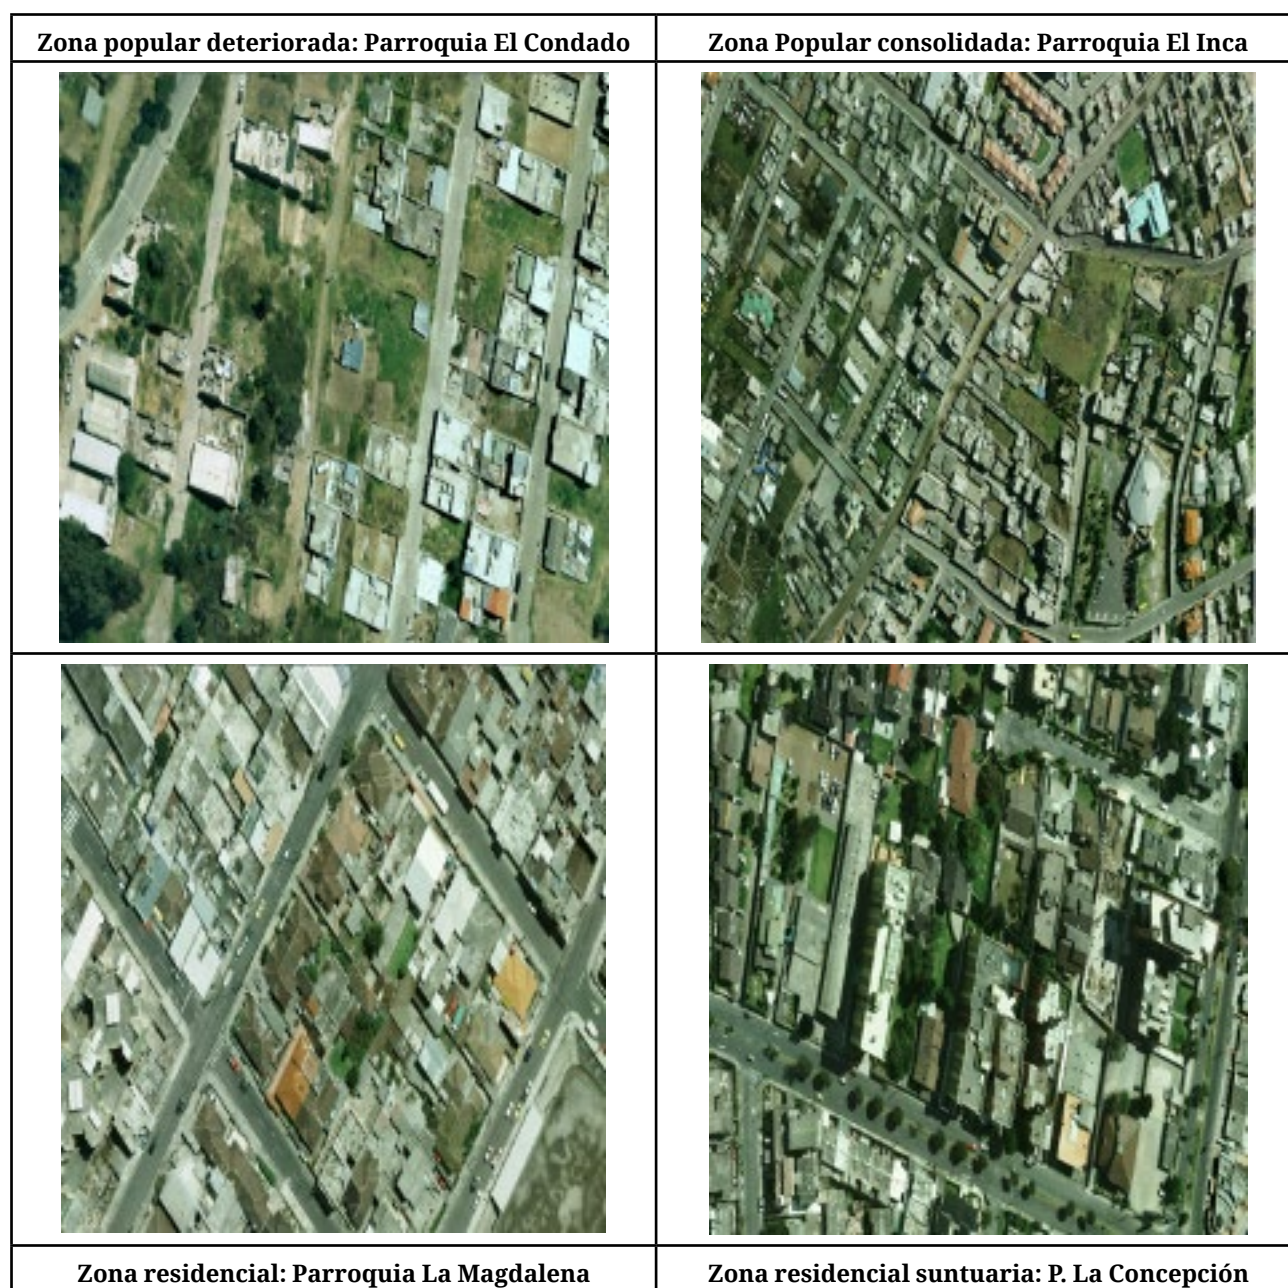 Zona popular deteriorada: Parroquia El Condado
Zona Popular consolidada: Parroquia El Inca
Zona residencial: Parroquia La Magdalena
Zona residencial suntuaria: P. La Concepción